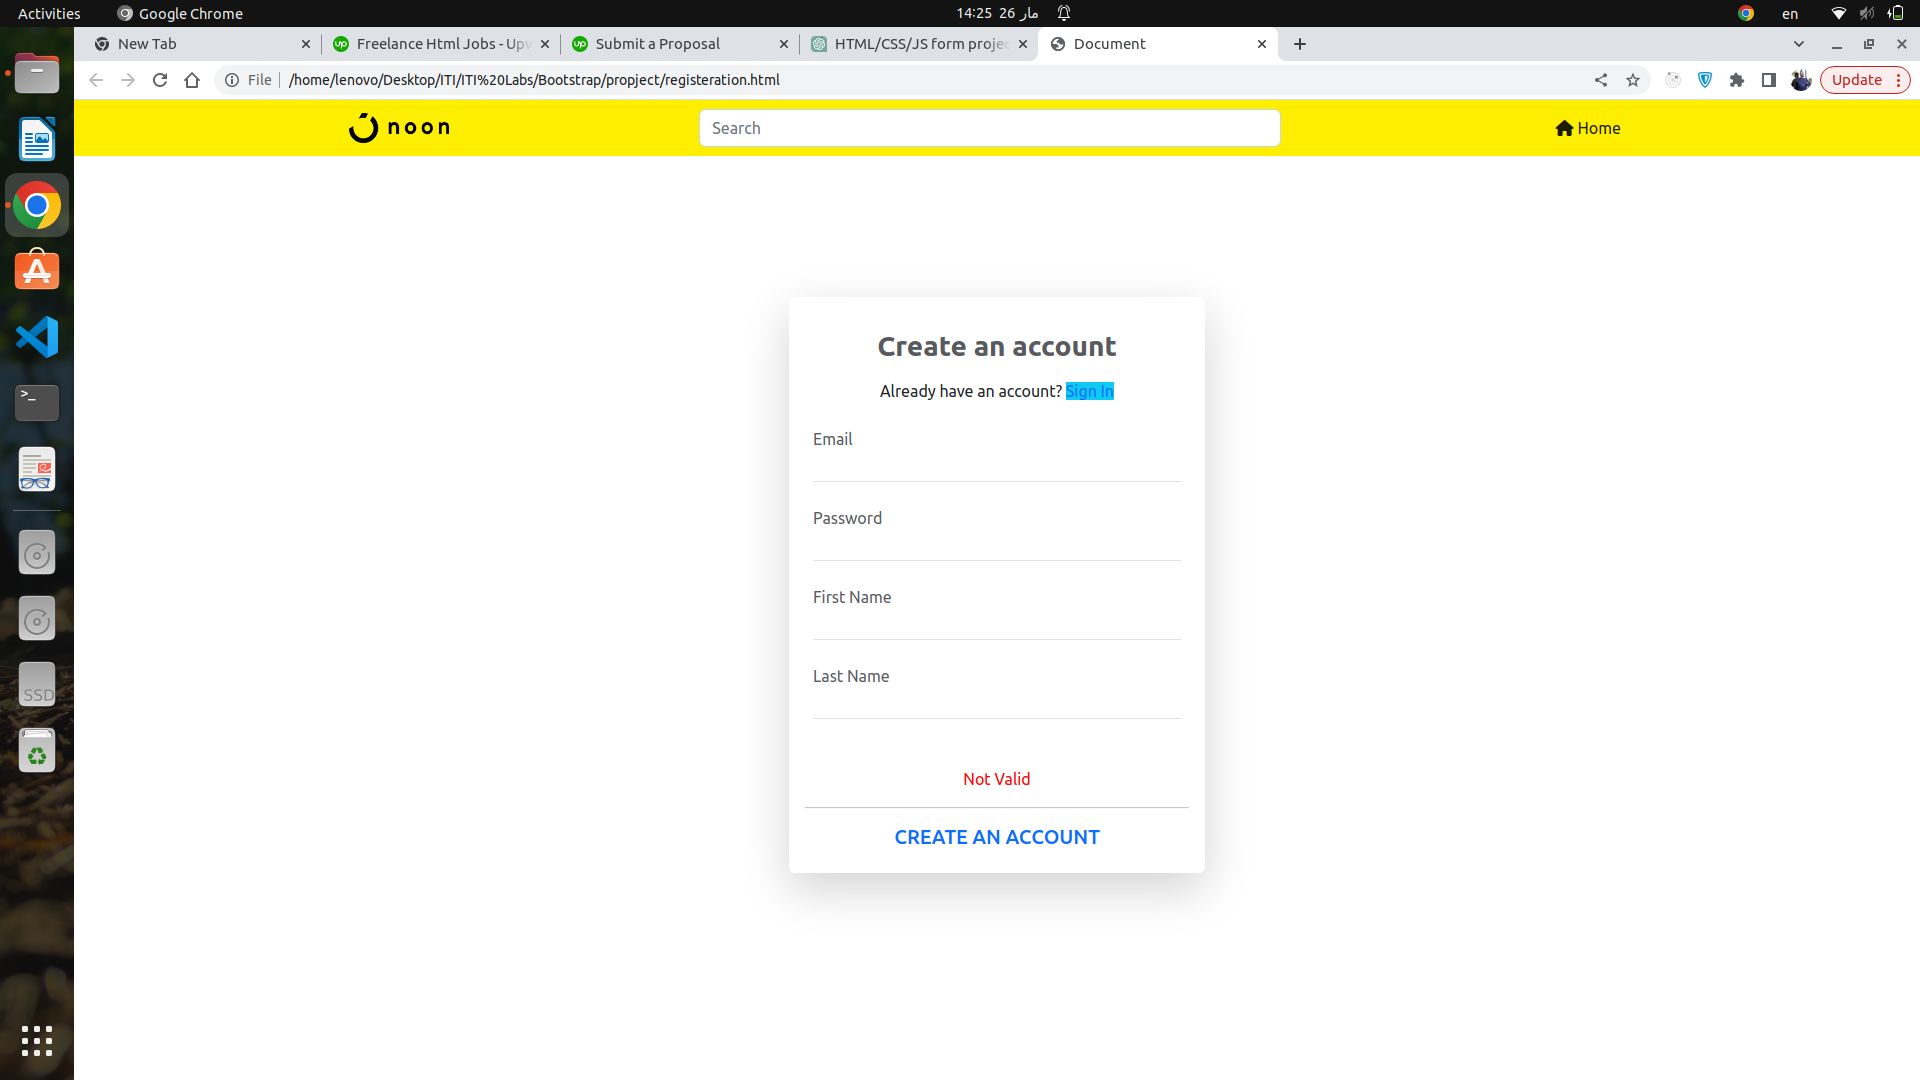 Activities
Google Chrome
14:25 26 مار
en
New Tab
Freelance Html Jobs - Upw
Submit a Proposal
HTML/CSS/JS form projec
Document
File
/home/lenovo/Desktop/ITI/ITI%20Labs/Bootstrap/propject/registeration.html
Update
noon
Search
Home
Create an account
Already have an account? Sign In
Email
Password
First Name
Last Name
Not Valid
CREATE AN ACCOUNT
>_
SSD